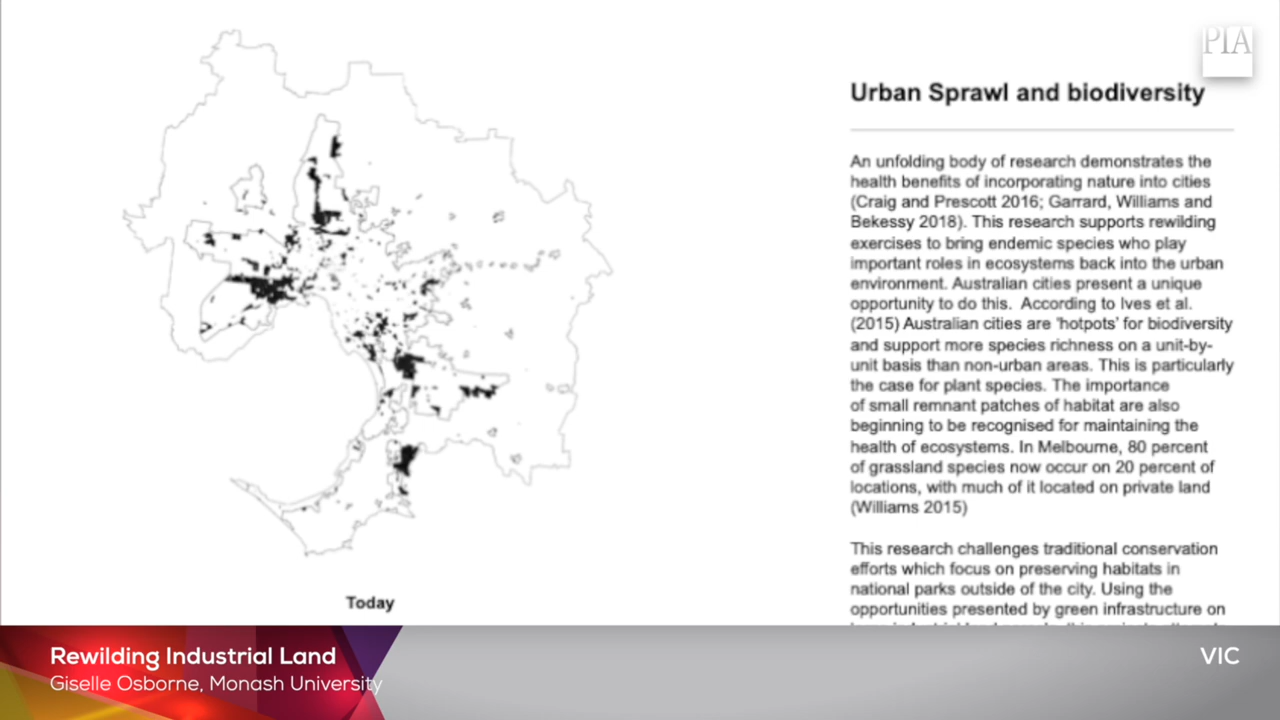 PIA
Urban Sprawl and biodiversity
An unfolding body of research demonstrates the
health benefits of incorporating nature into cities
(Craig and Prescott 2016; Garrard, Williams and
Bekessy 2018). This research supports rewilding
exercises to bring endemic species who play
important roles in ecosystems back into the urban
environment. Australian cities present a unique
opportunity to do this. According to Ives et al.
(2015) Australian cities are 'hotpots' for biodiversity
and support more species richness on a unit-by-
unit basis than non-urban areas. This is particularly
the case for plant species. The importance
of small remnant patches of habitat are also
beginning to be recognised for maintaining the
health of ecosystems. In Melbourne, 80 percent
of grassland species now occur on 20 percent of
locations, with much of it located on private land
(Williams 2015)
This research challenges traditional conservation
efforts which focus on preserving habitats in
national parks outside of the city. Using the
opportunities presented by green infrastructure on
Today
Rewilding Industrial Land
Giselle Osborne, Monash University
VIC